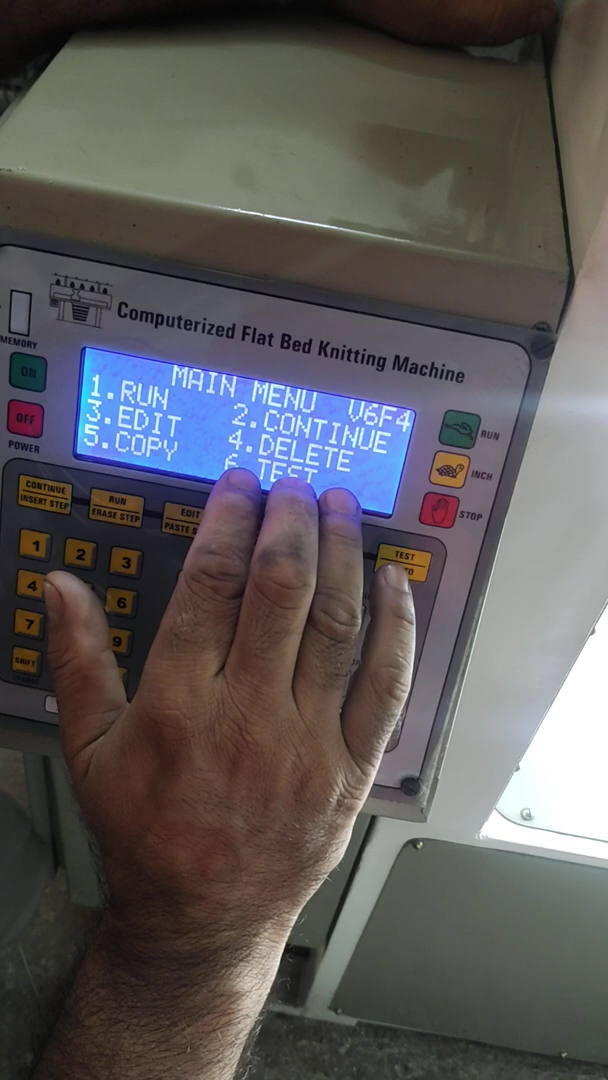 Computerized Flat Bed Knitting Machine
MEMORY
ON
OFF
POWER
MAIN MENU V6F4
1.RUN 2.CONTINUE
3.EDIT 4.DELETE
5.COPY 6.TEST
RUN
INCH
STOP
CONTINUE
INSERT STEP
RUN
ERASE STEP
EDIT
TEST
1 2 3
4 6
7 9
SHIFT